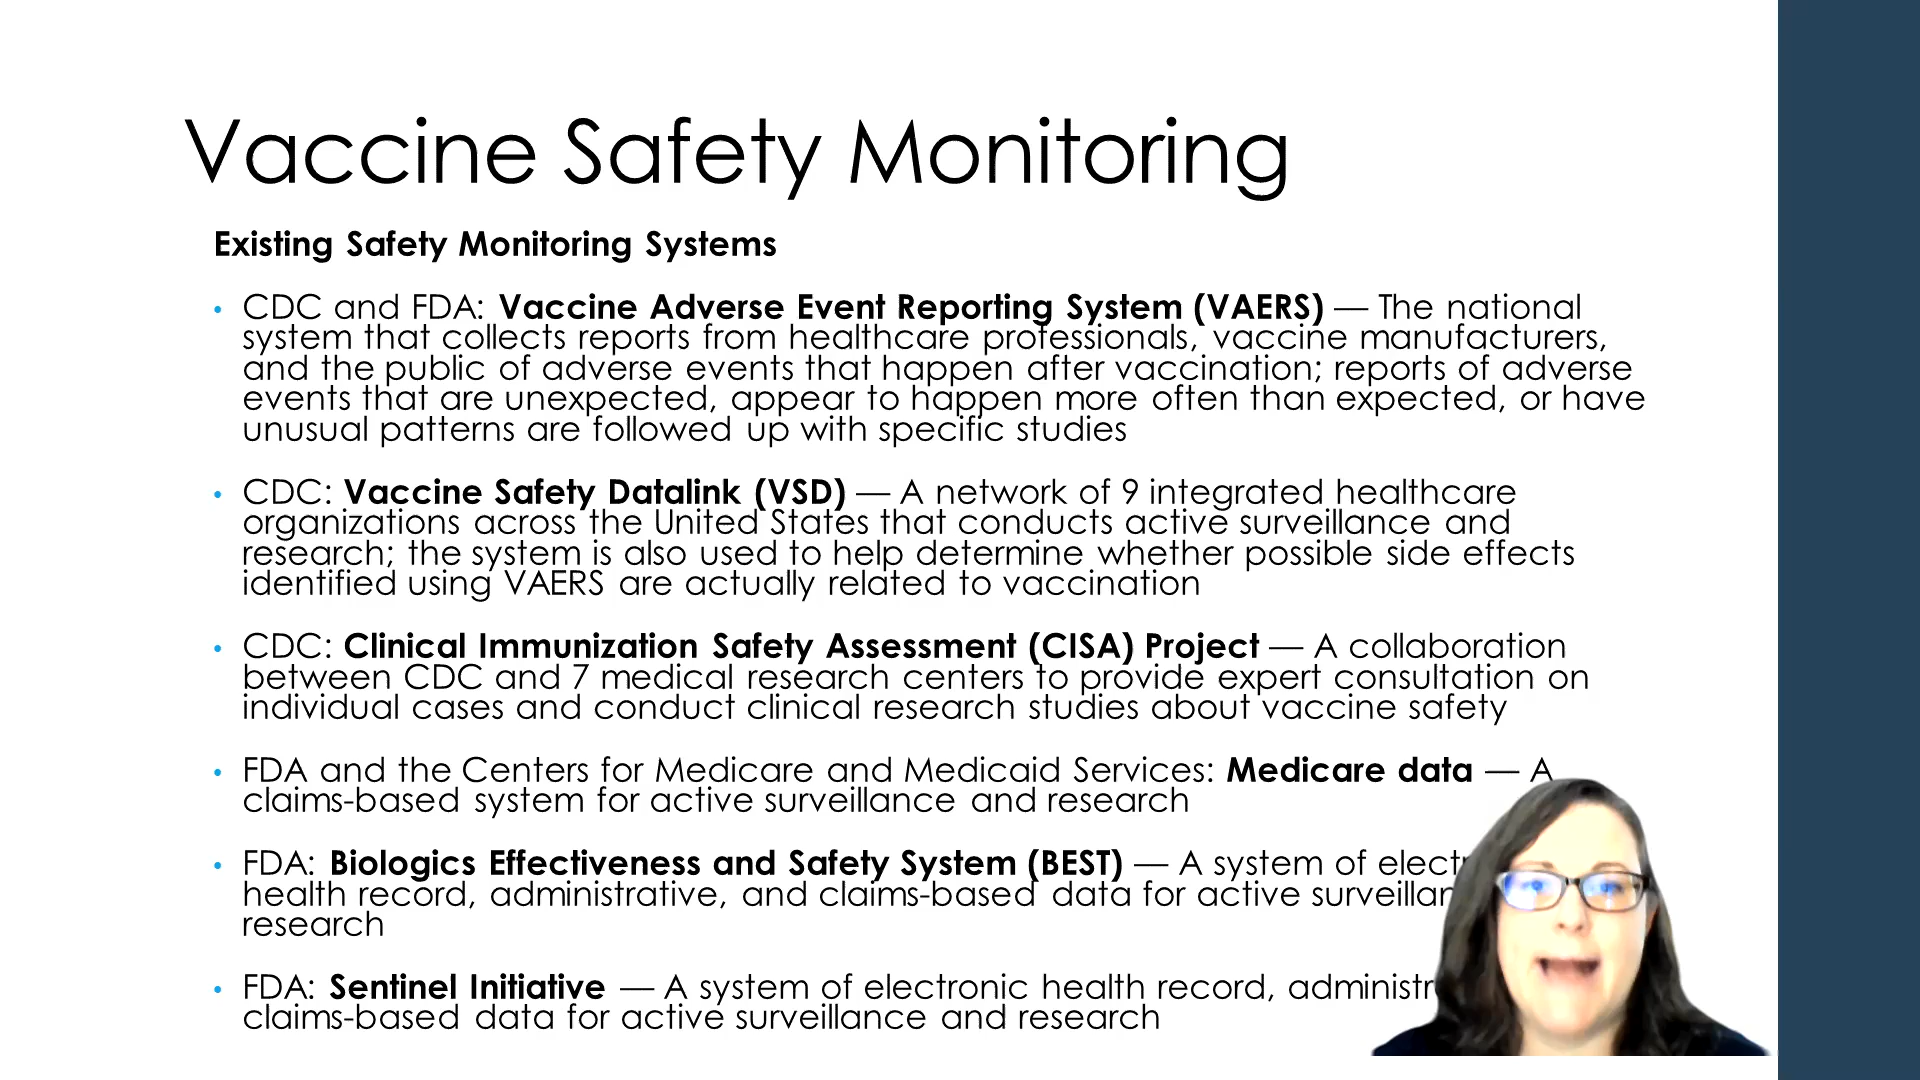 Vaccine Safety Monitoring
Existing Safety Monitoring Systems
• CDC and FDA: Vaccine Adverse Event Reporting System (VAERS) — The national
system that collects reports from healthcare professionals, vaccine manufacturers,
and the public of adverse events that happen after vaccination; reports of adverse
events that are unexpected, appear to happen more often than expected, or have
unusual patterns are followed up with specific studies
• CDC: Vaccine Safety Datalink (VSD) — A network of 9 integrated healthcare
organizations across the United States that conducts active surveillance and
research; the system is also used to help determine whether possible side effects
identified using VAERS are actually related to vaccination
• CDC: Clinical Immunization Safety Assessment (CISA) Project — A collaboration
between CDC and 7 medical research centers to provide expert consultation on
individual cases and conduct clinical research studies about vaccine safety
• FDA and the Centers for Medicare and Medicaid Services: Medicare data — A
claims-based system for active surveillance and research
• FDA: Biologics Effectiveness and Safety System (BEST) — A system of
health record, administrative, and claims-based data for active
research
• FDA: Sentinel Initiative — A system of electronic health record,
claims-based data for active surveillance and research